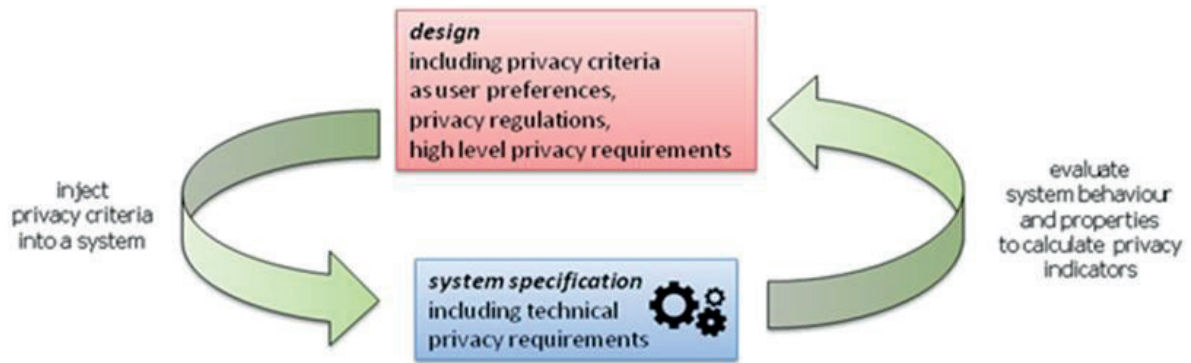 design
including privacy criteria
as user preferences,
privacy regulations,
high level privacy requirements
inject
privacy criteria
into a system
evaluate
system behaviour
and properties
to calculate privacy
indicators
system specification
including technical
privacy requirements